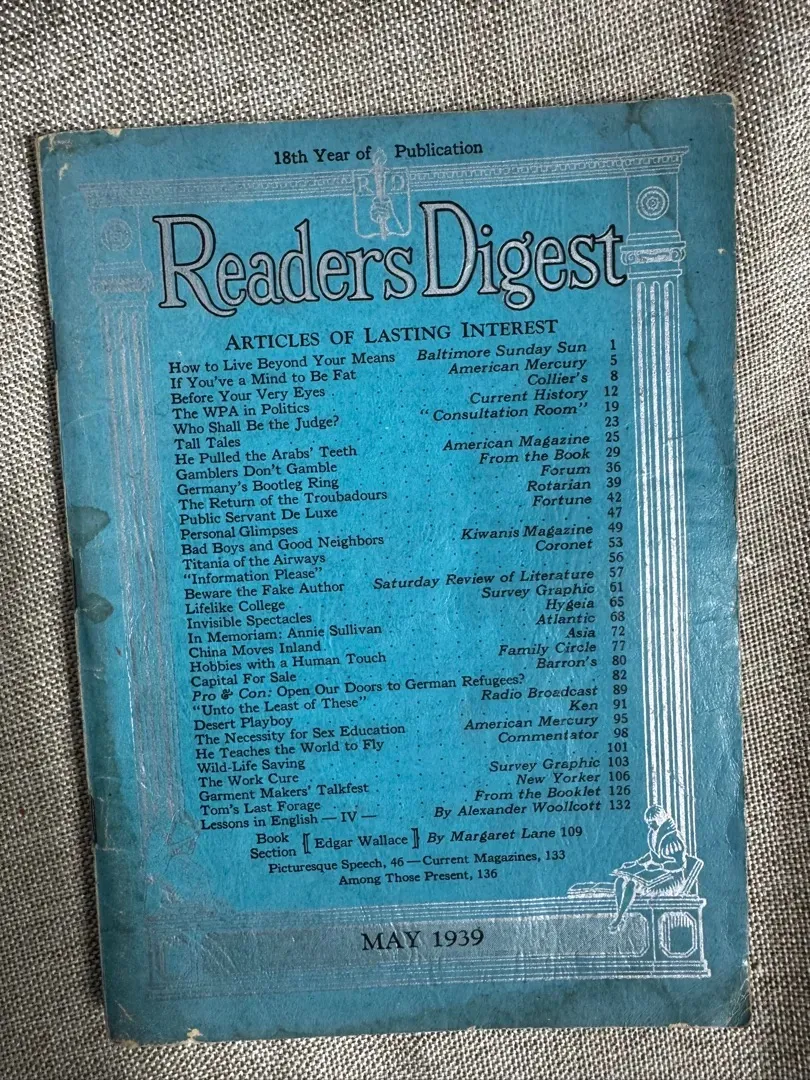 18th Year of Publication
R D
Readers Digest
ARTICLES OF LASTING INTEREST
How to Live Beyond Your Means Baltimore Sunday Sun 1
If You've a Mind to Be Fat American Mercury 5
Before Your Very Eyes Collier's 8
The WPA in Politics Current History 12
Who Shall Be the Judge? "Consultation Room" 19
Tall Tales 23
He Pulled the Arabs' Teeth American Magazine 25
Gamblers Don't Gamble From the Book 29
Germany's Bootleg Ring Forum 36
The Return of the Troubadours Rotarian 39
Public Servant De Luxe Fortune 42
Personal Glimpses 47
Bad Boys and Good Neighbors Kiwanis Magazine 49
Titania of the Airways Coronet 53
"Information Please" 56
Beware the Fake Author Saturday Review of Literature 57
Lifelike College Survey Graphic 61
Invisible Spectacles Hygeia 65
In Memoriam: Annie Sullivan Atlantic 68
China Moves Inland Asia 72
Hobbies with a Human Touch Family Circle 77
Capital For Sale Barron's 80
Pro & Con: Open Our Doors to German Refugees? 82
"Unto the Least of These" Radio Broadcast 89
Desert Playboy Ken 91
The Necessity for Sex Education American Mercury 95
He Teaches the World to Fly Commentator 98
Wild-Life Saving 101
The Work Cure Survey Graphic 103
Garment Makers' Talkfest New Yorker 106
Tom's Last Forage From the Booklet 126
Lessons in English — IV — By Alexander Woollcott 132
Book Section [ Edgar Wallace ] By Margaret Lane 109
Picturesque Speech, 46 — Current Magazines, 133
Among Those Present, 136
MAY 1939